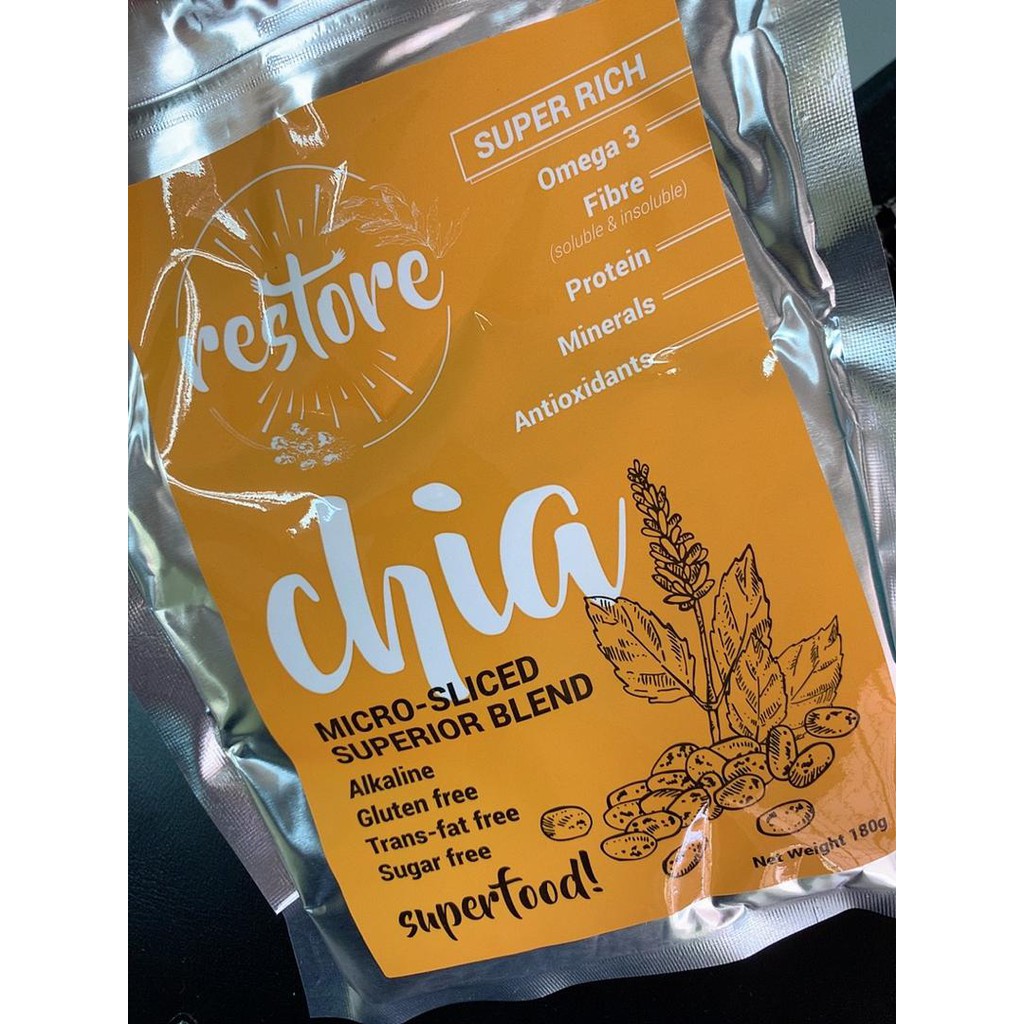 restore
SUPER RICH
Omega 3
Fibre
(soluble & insoluble)
Protein
Minerals
Antioxidants
chia
MICRO-SLICED
SUPERIOR BLEND
Alkaline
Gluten free
Trans-fat free
Sugar free
superfood!
Net Weight 180g